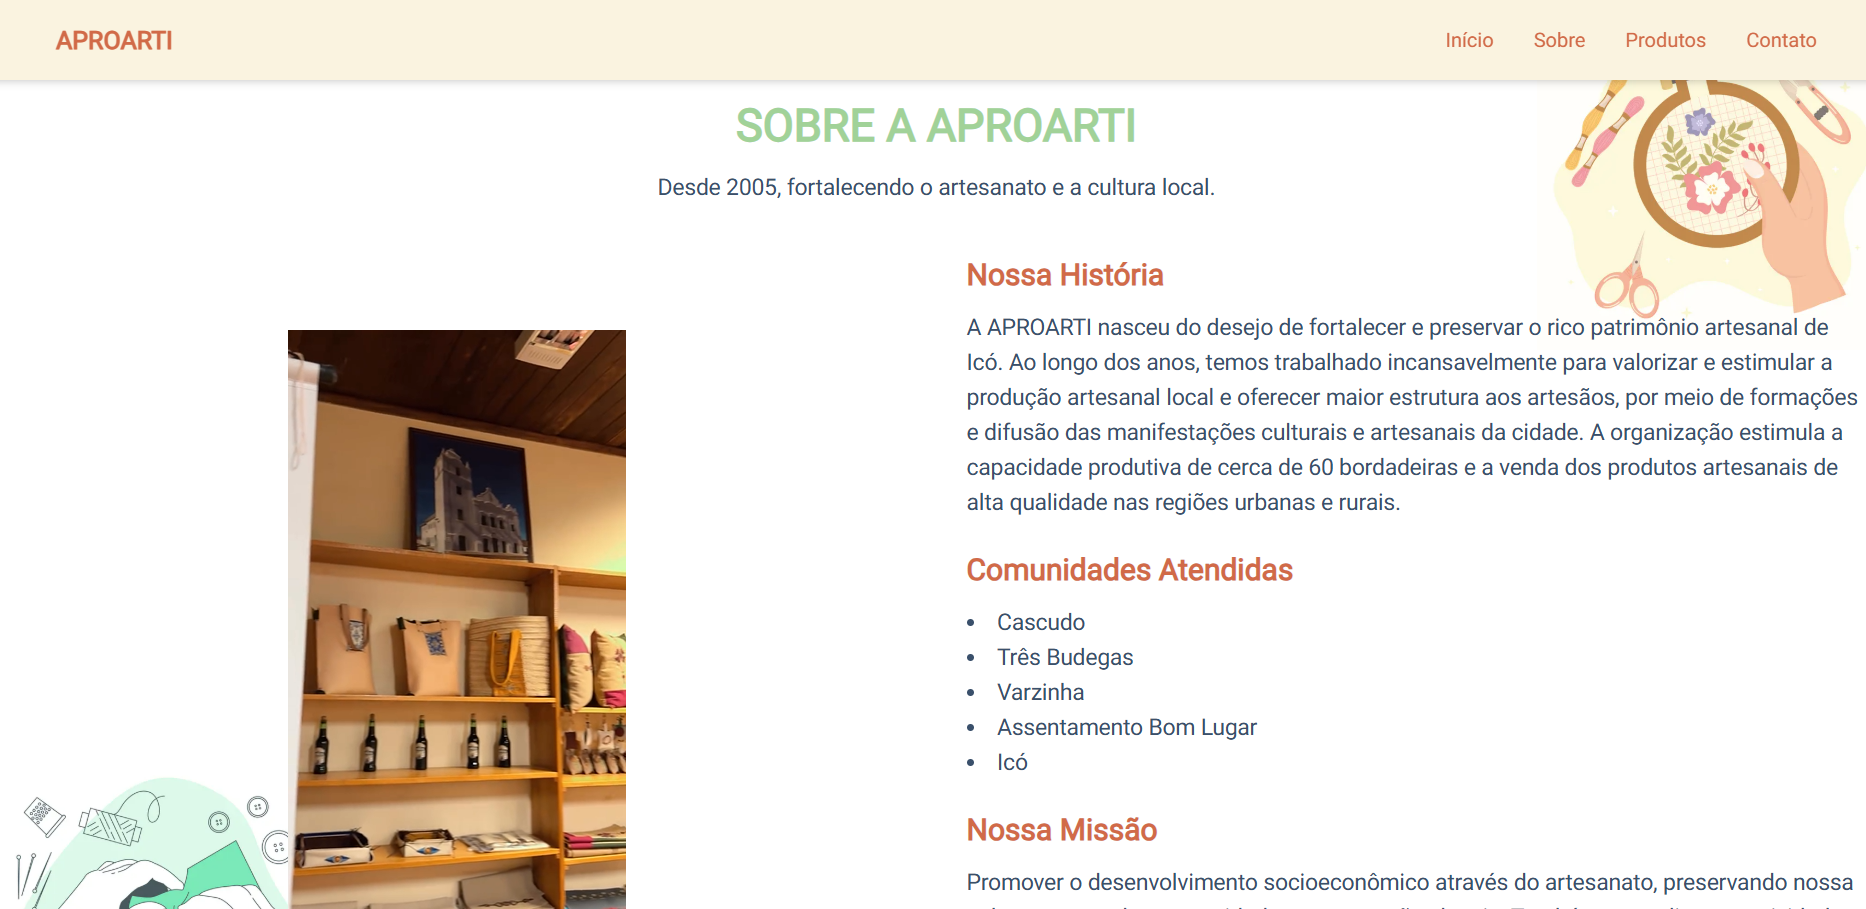 APROARTI
Início
Sobre
Produtos
Contato
SOBRE A APROARTI
Desde 2005, fortalecendo o artesanato e a cultura local.
Nossa História
A APROARTI nasceu do desejo de fortalecer e preservar o rico patrimônio artesanal de
Icó. Ao longo dos anos, temos trabalhado incansavelmente para valorizar e estimular a
produção artesanal local e oferecer maior estrutura aos artesãos, por meio de formações
e difusão das manifestações culturais e artesanais da cidade. A organização estimula a
capacidade produtiva de cerca de 60 bordadeiras e a venda dos produtos artesanais de
alta qualidade nas regiões urbanas e rurais.
Comunidades Atendidas
• Cascudo
• Três Budegas
• Varzinha
• Assentamento Bom Lugar
• Icó
Nossa Missão
Promover o desenvolvimento socioeconômico através do artesanato, preservando nossa